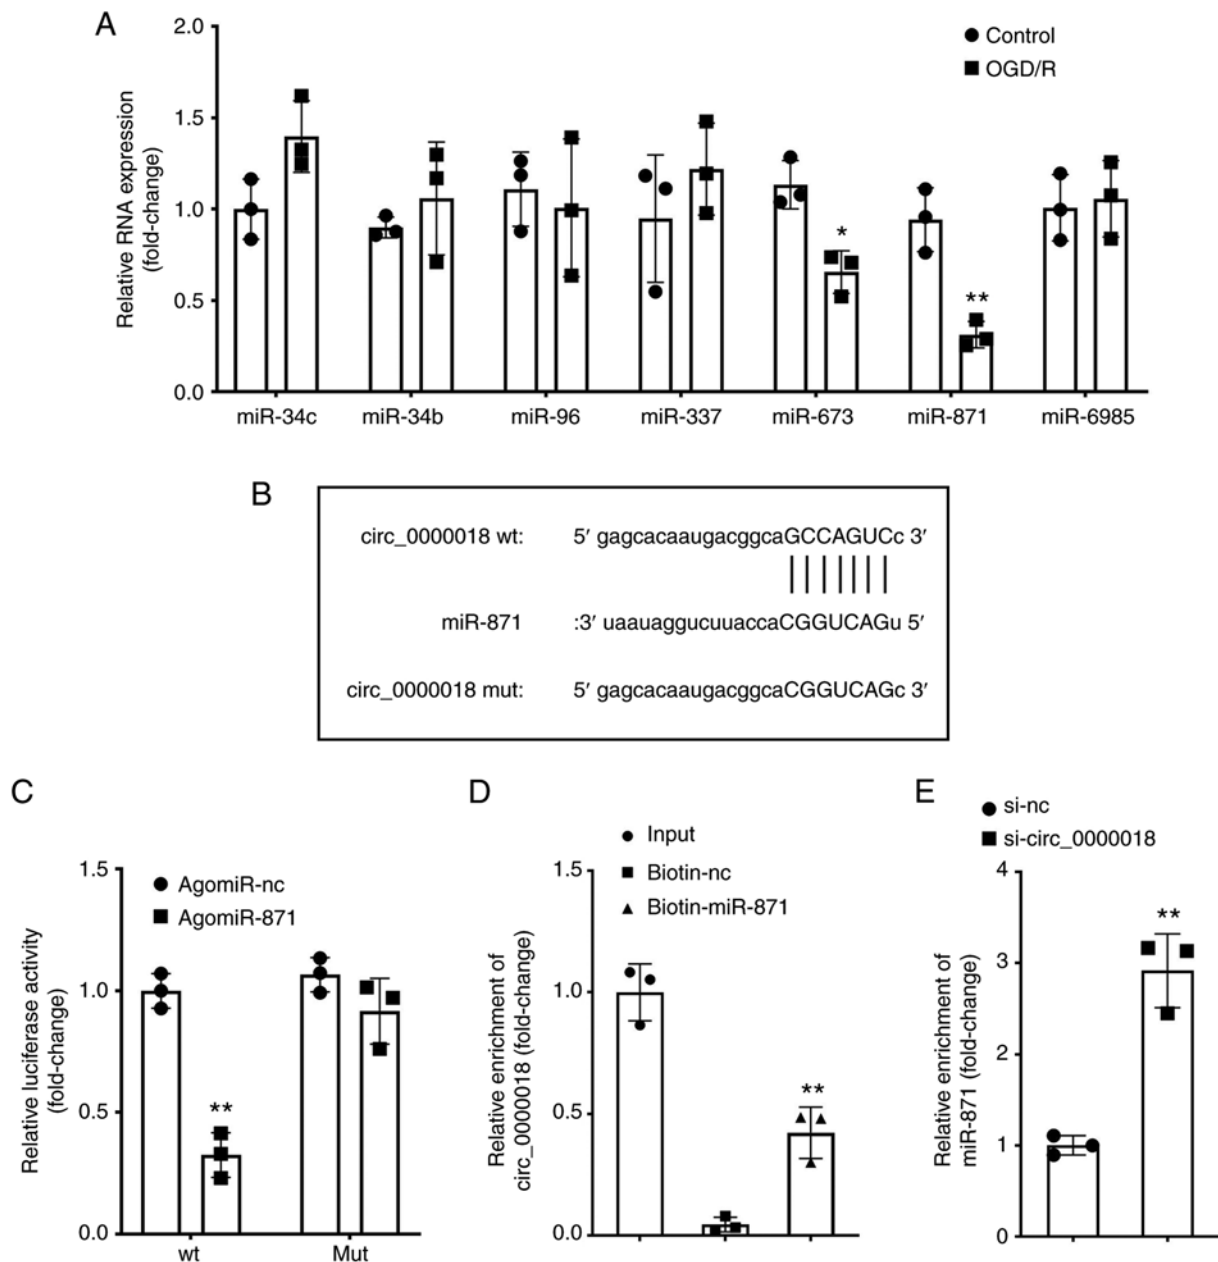 A
2.0
1.5
1.0
0.5
0.0
Relative RNA expression
(fold-change)
Control
OGD/R
*
**
miR-34c miR-34b miR-96 miR-337 miR-673 miR-871 miR-6985
B
circ_0000018 wt: 5′ gagcacaaugacggcaGCCAGUCc 3′
miR-871 :3′ uaauaggucuuaccaCGGUCAGu 5′
circ_0000018 mut: 5′ gagcacaaugacggcaCGGUCAGc 3′
C
AgomiR-nc
AgomiR-871
1.5
1.0
0.5
0.0
Relative luciferase activity
(fold-change)
**
wt Mut
D
Input
Biotin-nc
Biotin-miR-871
1.5
1.0
0.5
0.0
Relative enrichment of
circ_0000018 (fold-change)
**
E
si-nc
si-circ_0000018
4
3
2
1
0
Relative enrichment of
miR-871 (fold-change)
**